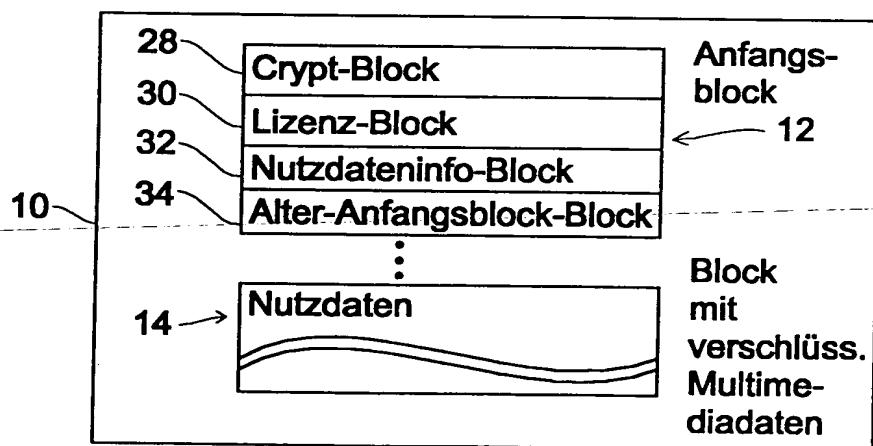 28
Crypt-Block
Anfangs-
block
30
Lizenz-Block
12
32
Nutzdateninfo-Block
10
34
Alter-Anfangsblock-Block
14
Nutzdaten
Block
mit
verschlüss.
Multime-
diadaten